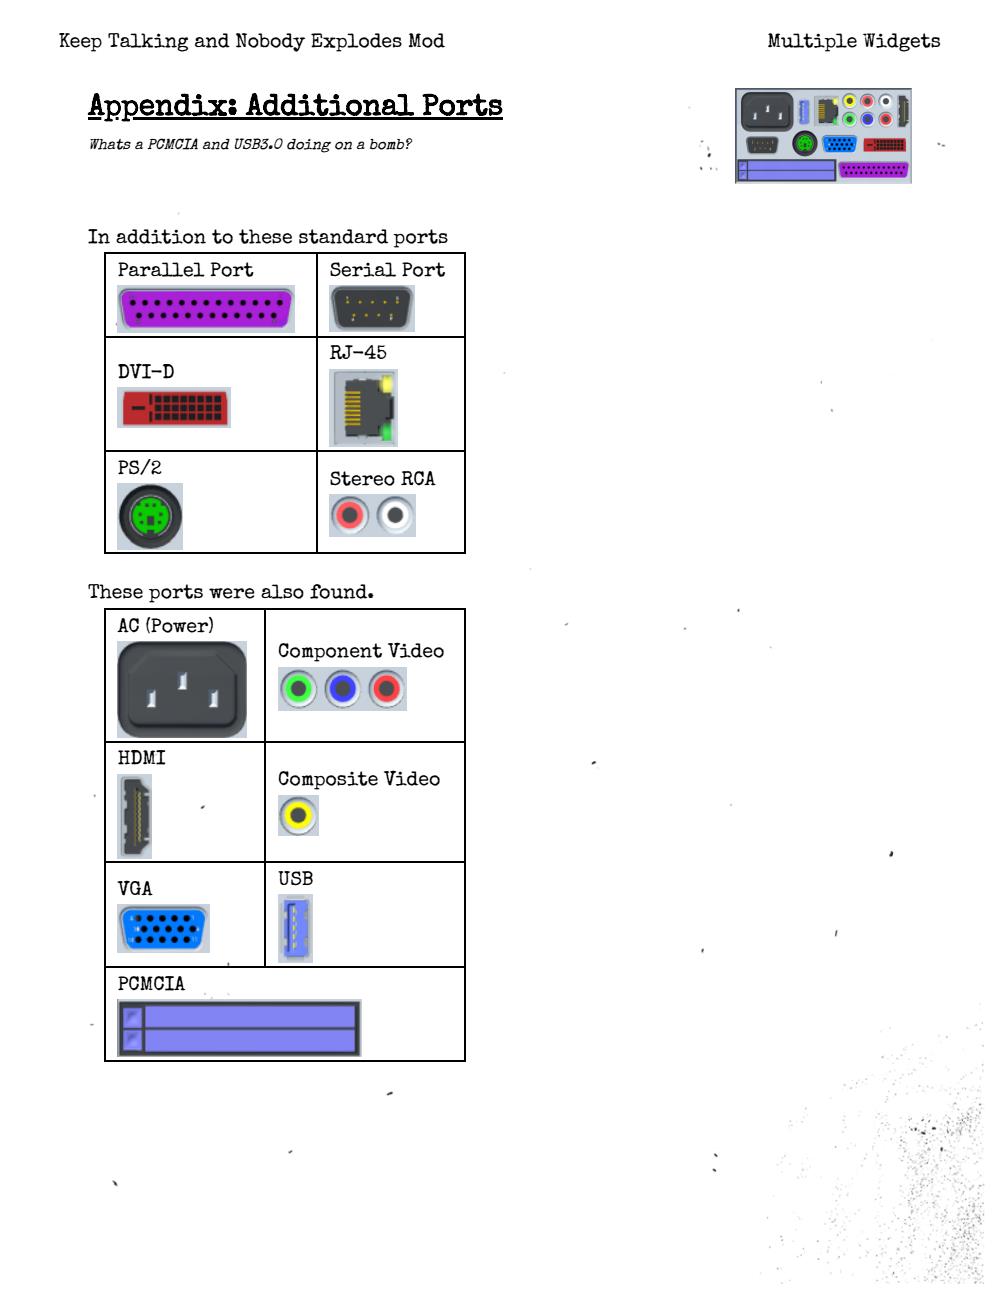 Keep Talking and Nobody Explodes Mod
Multiple Widgets
Appendix: Additional Ports
Whats a PCMCIA and USB3.0 doing on a bomb?
In addition to these standard ports
Parallel Port
Serial Port
DVI-D
RJ-45
PS/2
Stereo RCA
These ports were also found.
AC (Power)
Component Video
HDMI
Composite Video
VGA
USB
PCMCIA